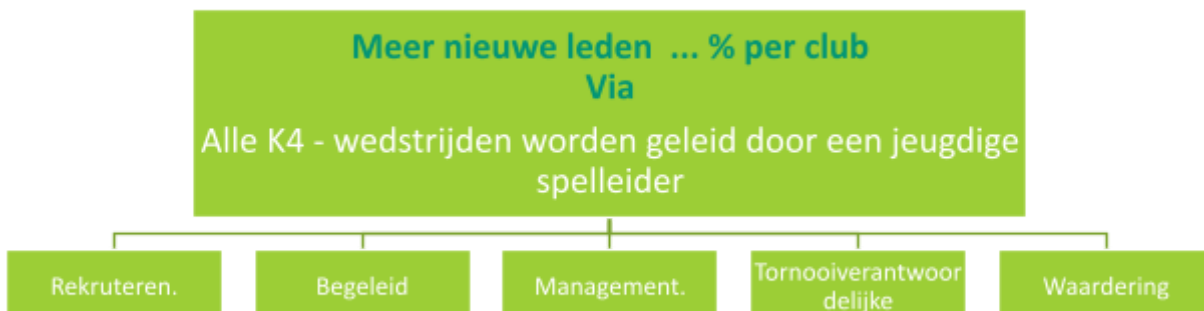 Meer nieuwe leden ... % per club
Via
Alle K4 - wedstrijden worden geleid door een jeugdige
spelleider
Rekruteren.
Begeleid
Management.
Tornooiverantwoor
delijke
Waardering